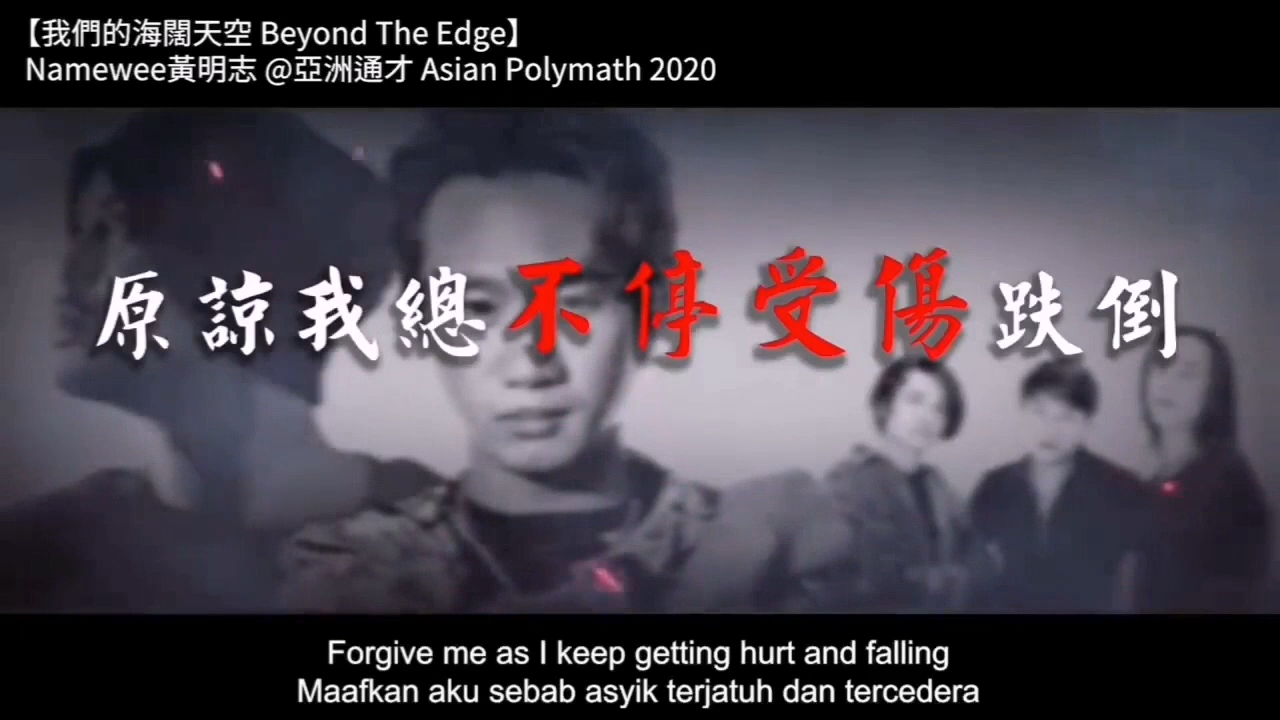 【我們的海闊天空 Beyond The Edge】
Namewee黃明志 @亞洲通才 Asian Polymath 2020
原諒我總不停受傷跌倒
Forgive me as I keep getting hurt and falling
Maafkan aku sebab asyik terjatuh dan tercedera